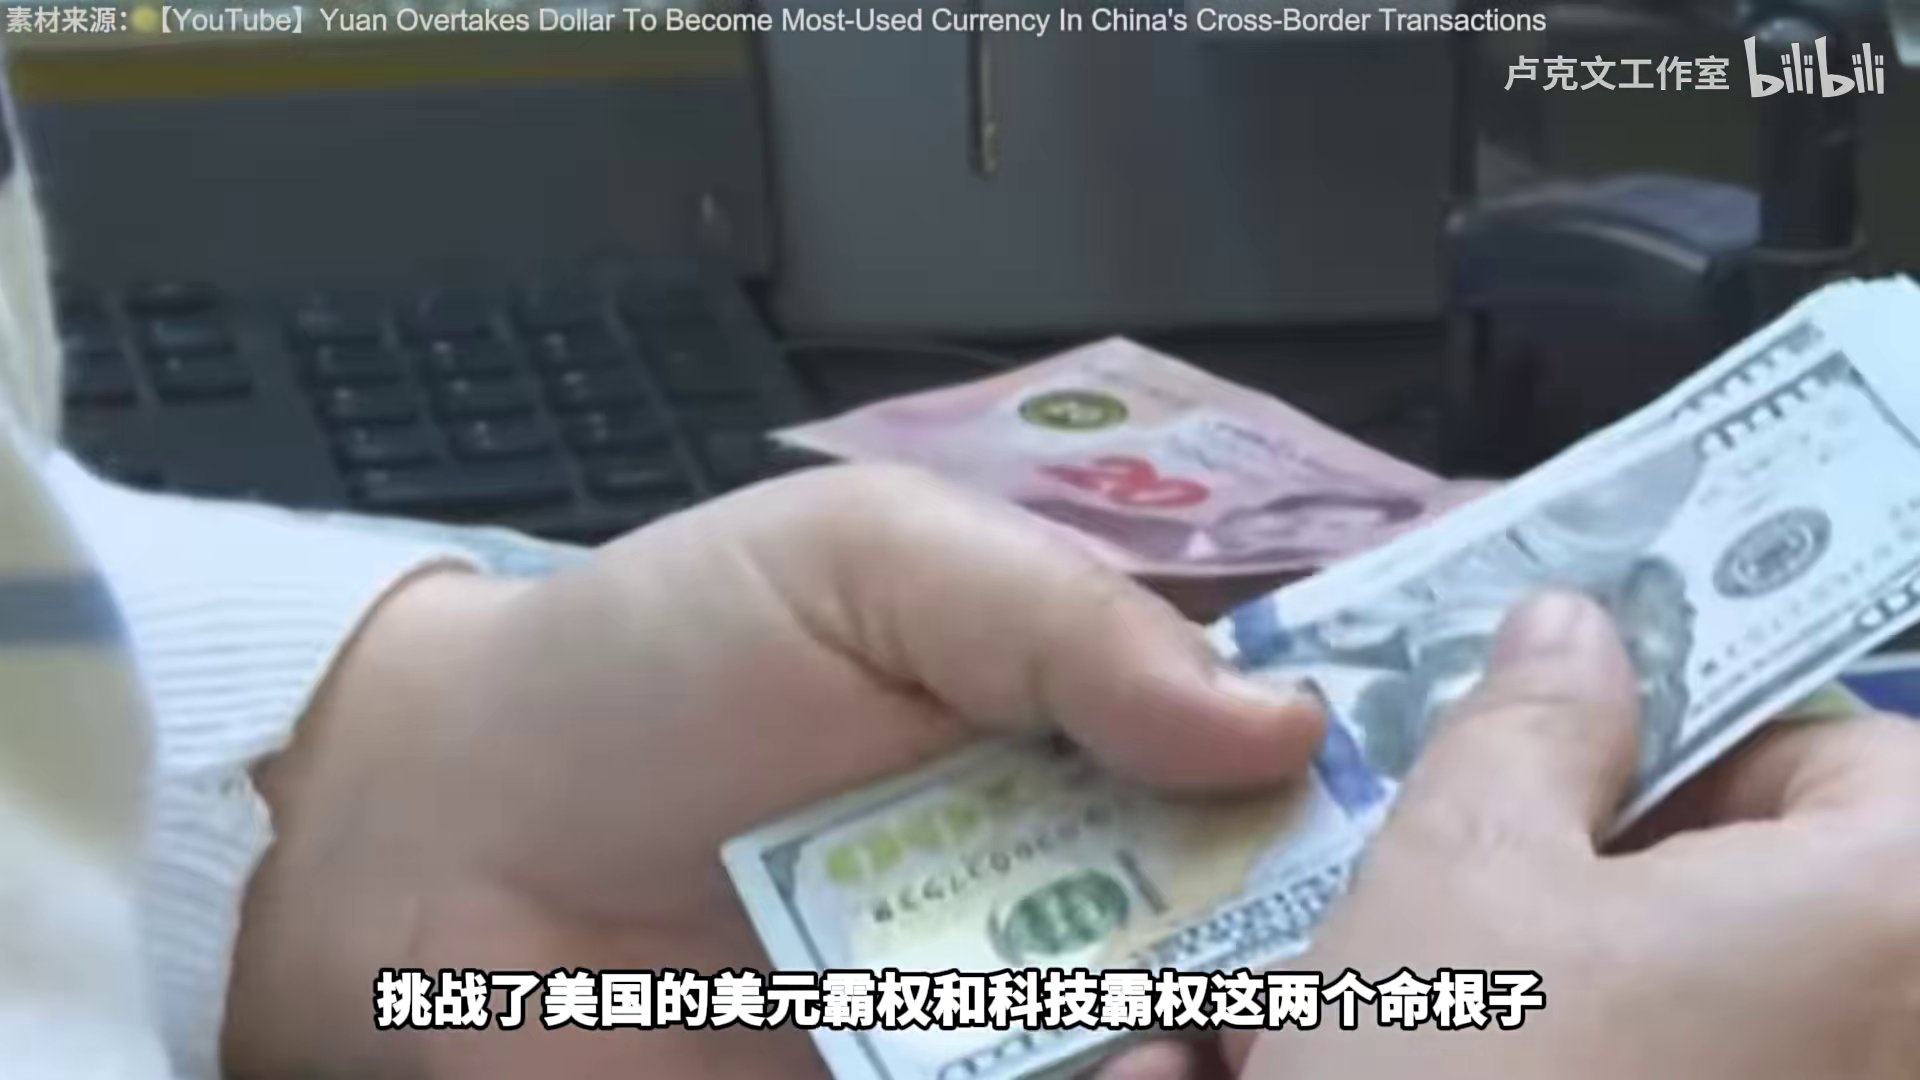 素材来源：【YouTube】Yuan Overtakes Dollar To Become Most-Used Currency In China's Cross-Border Transactions
卢克文工作室 bilibili
20
挑战了美国的美元霸权和科技霸权这两个命根子